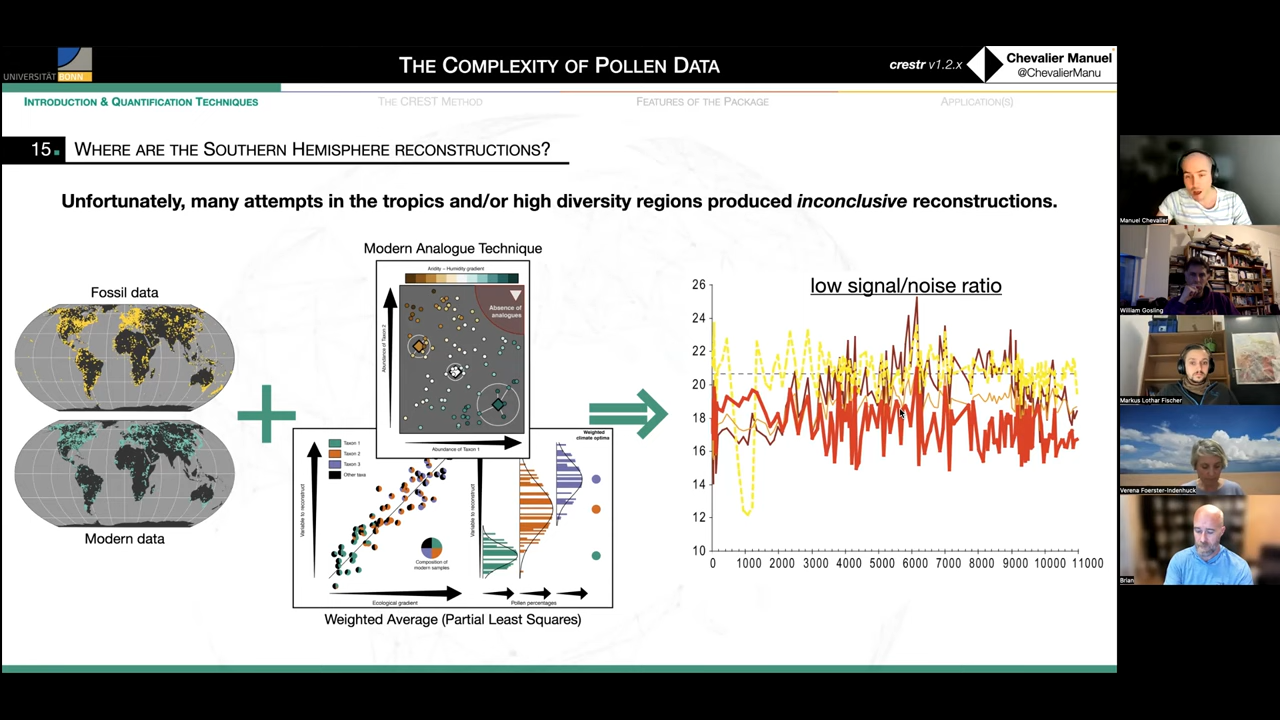 UNIVERSITÄT BONN
THE COMPLEXITY OF POLLEN DATA
crestr v1.2.x
Chevalier Manuel
@ChevalierManu
INTRODUCTION & QUANTIFICATION TECHNIQUES
THE CREST METHOD
FEATURES OF THE PACKAGE
APPLICATION(S)
15. WHERE ARE THE SOUTHERN HEMISPHERE RECONSTRUCTIONS?
Unfortunately, many attempts in the tropics and/or high diversity regions produced inconclusive reconstructions.
Fossil data
Modern data
Modern Analogue Technique
Aridity – Humidity gradient
Absence of
analogues
Abundance of Taxon 2
Abundance of Taxon 1
Taxon 1
Taxon 2
Taxon 3
Other taxa
Variable to reconstruct
Composition of
modern samples
Ecological gradient
Variable to reconstruct
Weighted
climate optima
Pollen percentages
Weighted Average (Partial Least Squares)
low signal/noise ratio
26
24
22
20
18
16
14
12
10
0 1000 2000 3000 4000 5000 6000 7000 8000 9000 10000 11000
Manuel Chevalier
William Gosling
Markus Lothar Fischer
Verena Foerster-Indenhuck
Brian